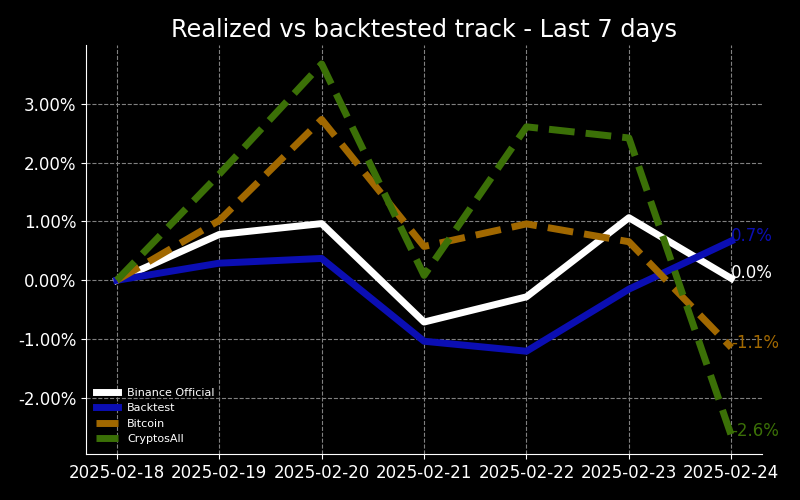 Realized vs backtested track - Last 7 days
3.00%
2.00%
1.00%
0.00%
-1.00%
-2.00%
0.7%
0.0%
-1.1%
-2.6%
Binance Official
Backtest
Bitcoin
CryptosAll
2025-02-18 2025-02-19 2025-02-20 2025-02-21 2025-02-22 2025-02-23 2025-02-24